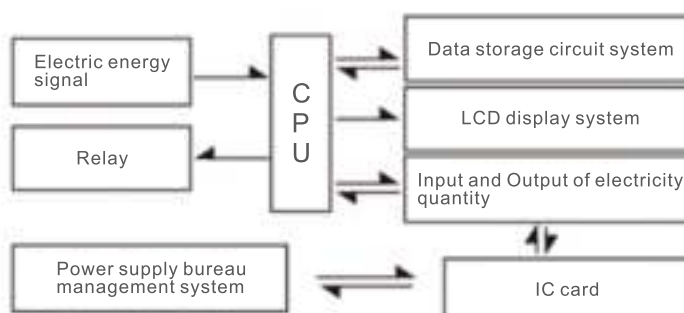 Electric energy
signal
Relay
C
P
U
Data storage circuit system
LCD display system
Input and Output of electricity
quantity
Power supply bureau
management system
IC card